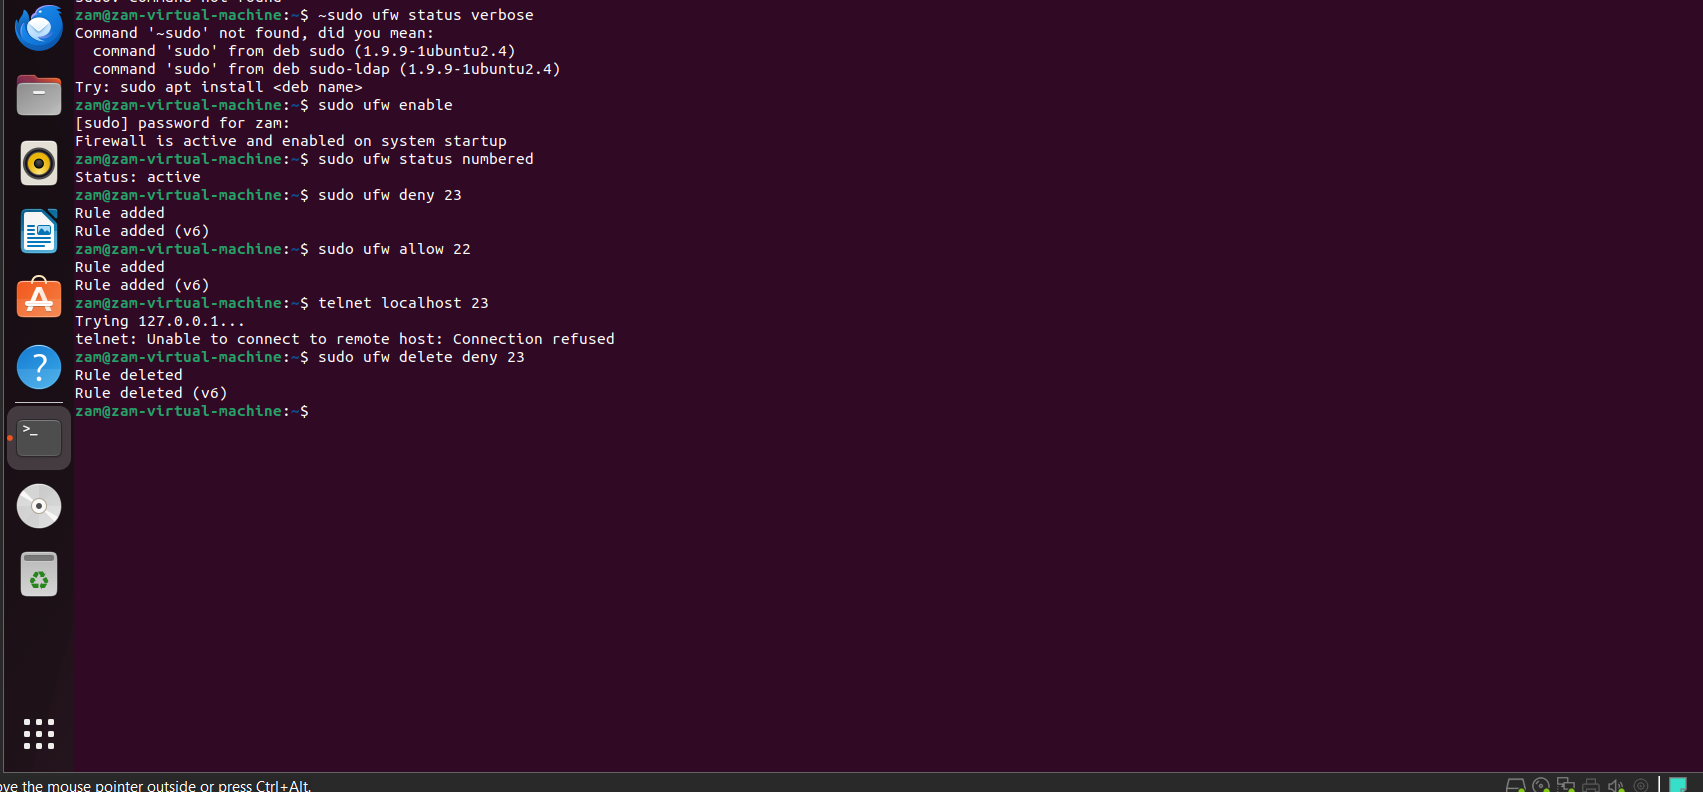 sudo: command not found
zam@zam-virtual-machine:~$ ~sudo ufw status verbose
Command '~sudo' not found, did you mean:
  command 'sudo' from deb sudo (1.9.9-1ubuntu2.4)
  command 'sudo' from deb sudo-ldap (1.9.9-1ubuntu2.4)
Try: sudo apt install <deb name>
zam@zam-virtual-machine:~$ sudo ufw enable
[sudo] password for zam:
Firewall is active and enabled on system startup
zam@zam-virtual-machine:~$ sudo ufw status numbered
Status: active
zam@zam-virtual-machine:~$ sudo ufw deny 23
Rule added
Rule added (v6)
zam@zam-virtual-machine:~$ sudo ufw allow 22
Rule added
Rule added (v6)
zam@zam-virtual-machine:~$ telnet localhost 23
Trying 127.0.0.1...
telnet: Unable to connect to remote host: Connection refused
zam@zam-virtual-machine:~$ sudo ufw delete deny 23
Rule deleted
Rule deleted (v6)
zam@zam-virtual-machine:~$
ove the mouse pointer outside or press Ctrl+Alt.